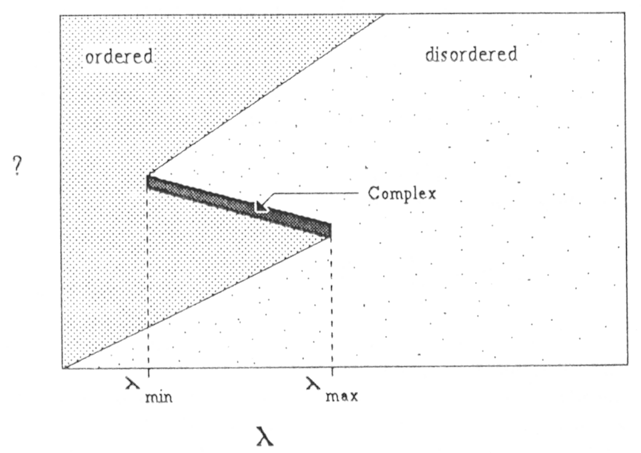 ordered
disordered
?
Complex
λ min
λ max
λ